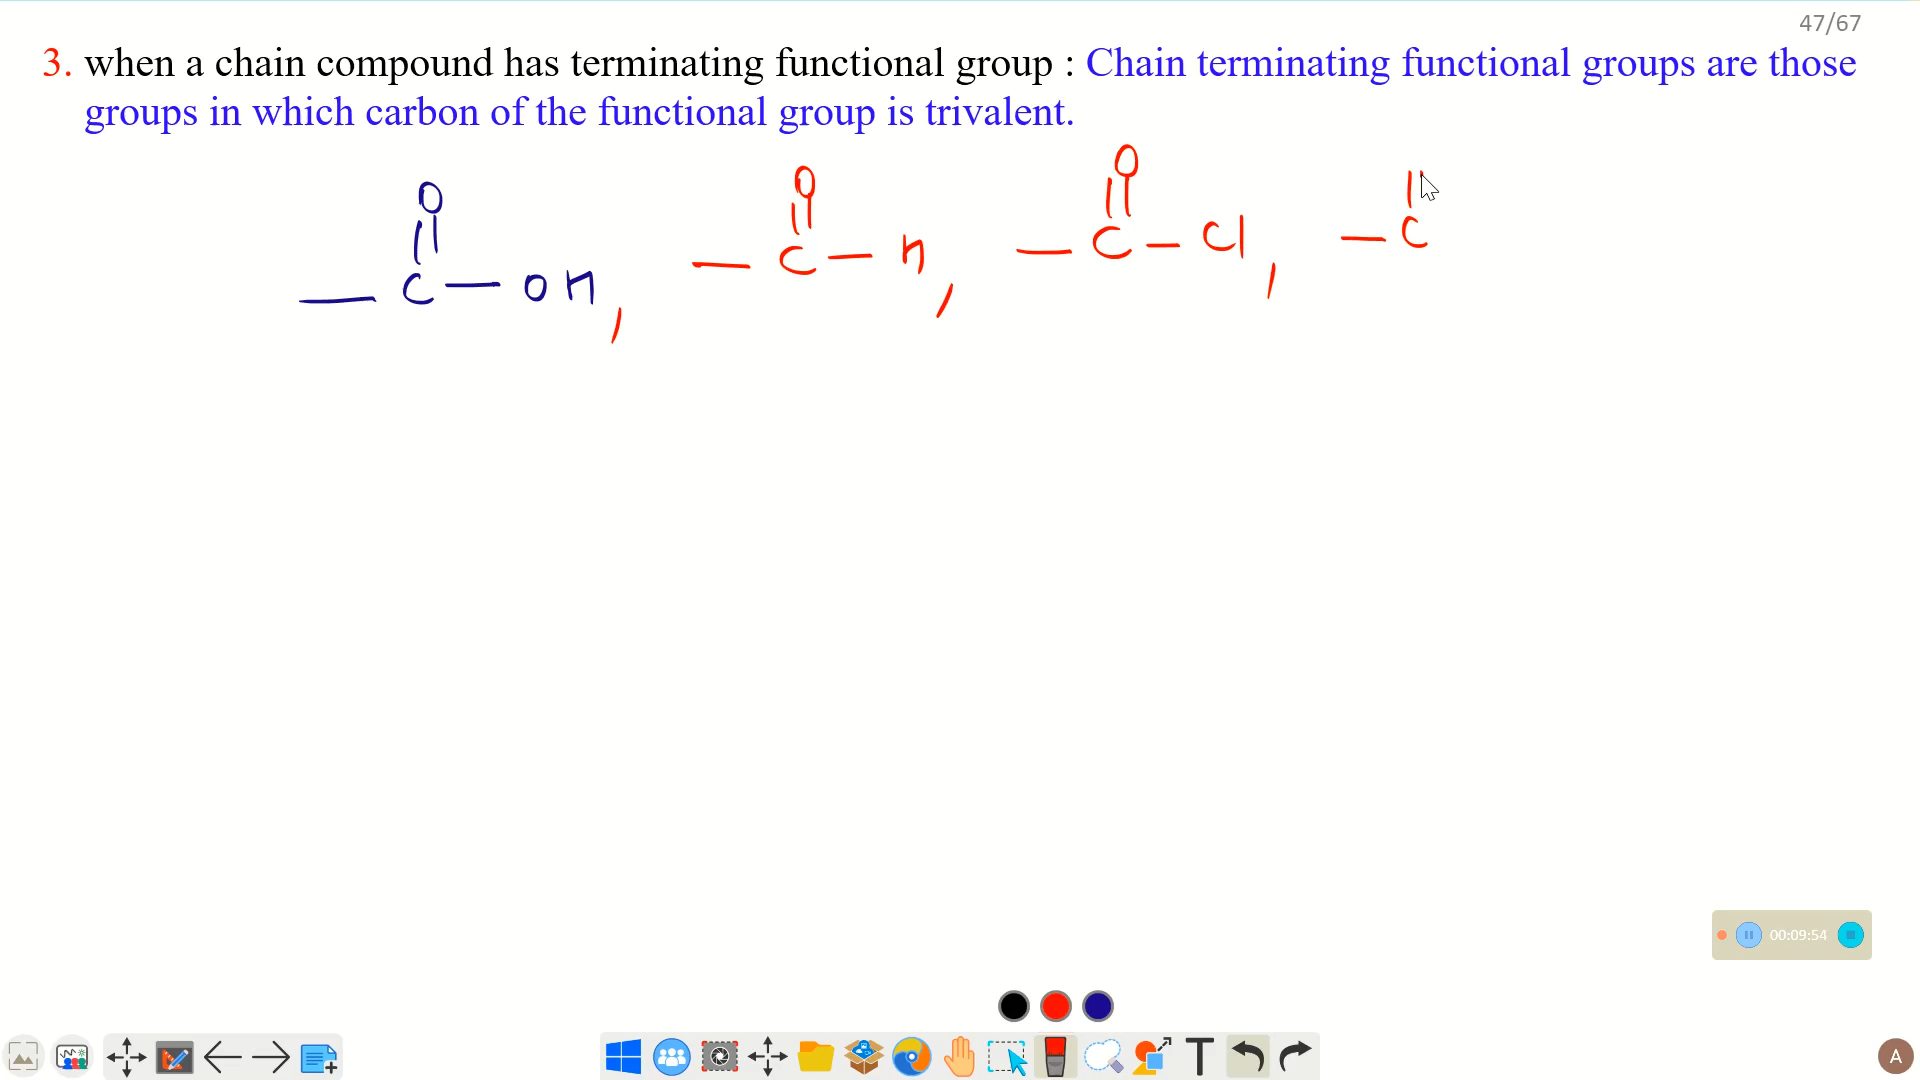 47/67
3. when a chain compound has terminating functional group : Chain terminating functional groups are those
groups in which carbon of the functional group is trivalent.
O O O
C OH, C H, C Cl, C
00:09:54
T A